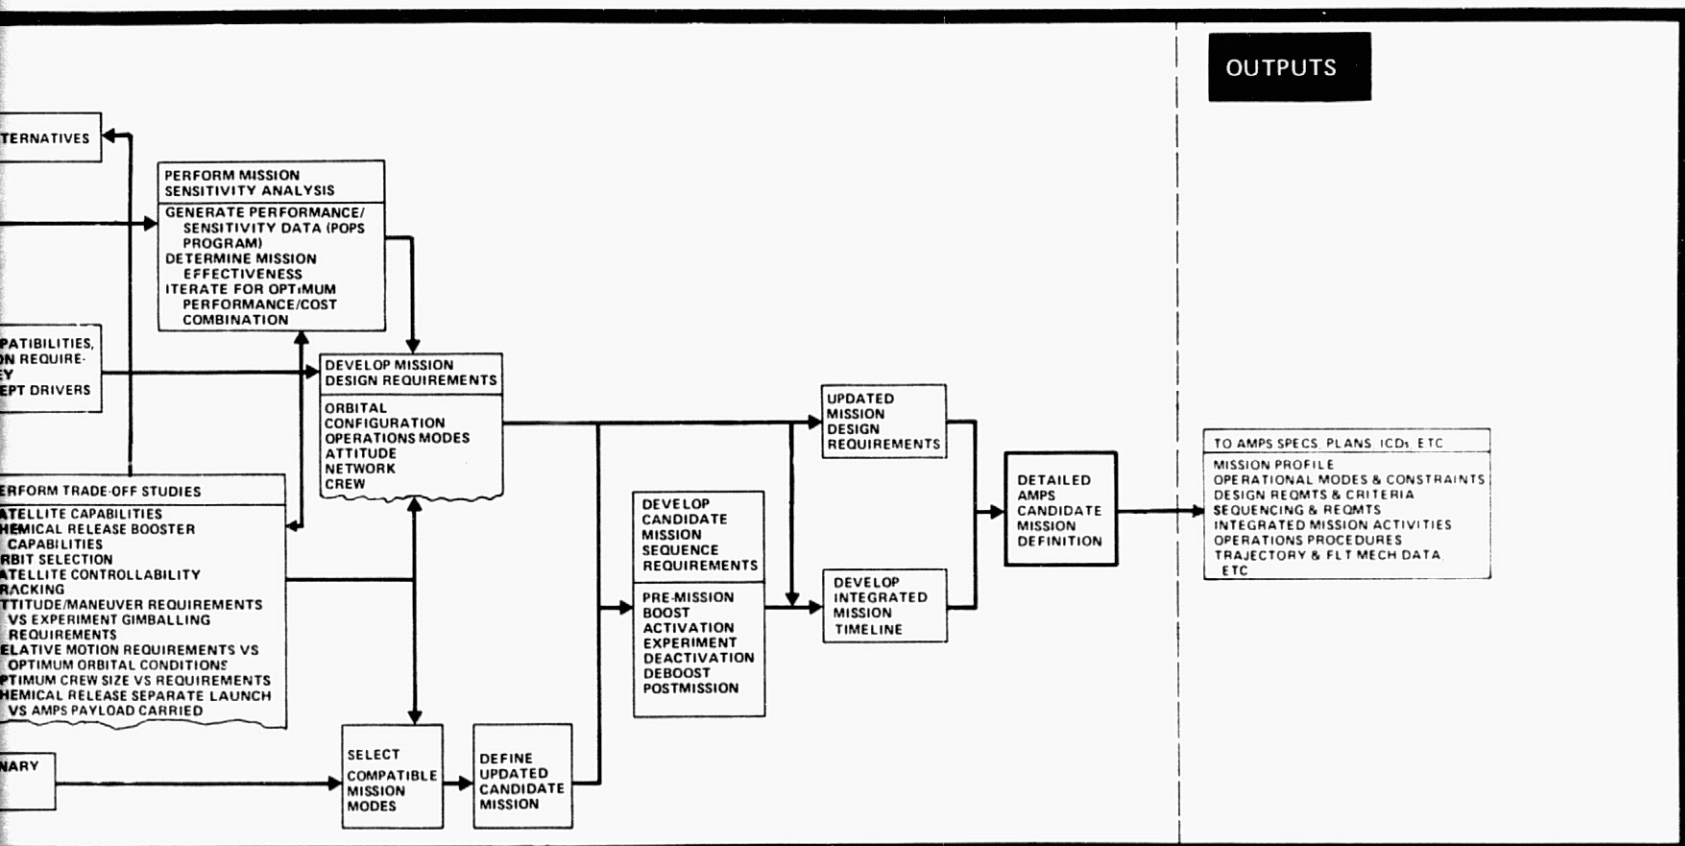 OUTPUTS
TERNATIVES
PERFORM MISSION
SENSITIVITY ANALYSIS
GENERATE PERFORMANCE/
SENSITIVITY DATA (POPS
PROGRAM)
DETERMINE MISSION
EFFECTIVENESS
ITERATE FOR OPTIMUM
PERFORMANCE/COST
COMBINATION
PATIBILITIES,
ON REQUIRE-
EY
EPT DRIVERS
DEVELOP MISSION
DESIGN REQUIREMENTS
ORBITAL
CONFIGURATION
OPERATIONS MODES
ATTITUDE
NETWORK
CREW
ERFORM TRADE-OFF STUDIES
ATELLITE CAPABILITIES
HEMICAL RELEASE BOOSTER
CAPABILITIES
RBIT SELECTION
ATELLITE CONTROLLABILITY
RACKING
TTITUDE/MANEUVER REQUIREMENTS
VS EXPERIMENT GIMBALLING
REQUIREMENTS
ELATIVE MOTION REQUIREMENTS VS
OPTIMUM ORBITAL CONDITIONS
PTIMUM CREW SIZE VS REQUIREMENTS
HEMICAL RELEASE SEPARATE LAUNCH
VS AMPS PAYLOAD CARRIED
NARY
SELECT
COMPATIBLE
MISSION
MODES
DEFINE
UPDATED
CANDIDATE
MISSION
DEVELOP
CANDIDATE
MISSION
SEQUENCE
REQUIREMENTS
PRE-MISSION
BOOST
ACTIVATION
EXPERIMENT
DEACTIVATION
DEBOOST
POSTMISSION
UPDATED
MISSION
DESIGN
REQUIREMENTS
DEVELOP
INTEGRATED
MISSION
TIMELINE
DETAILED
AMPS
CANDIDATE
MISSION
DEFINITION
TO AMPS SPECS, PLANS, ICDs, ETC
MISSION PROFILE
OPERATIONAL MODES & CONSTRAINTS
DESIGN REQMTS & CRITERIA
SEQUENCING & REQMTS
INTEGRATED MISSION ACTIVITIES
OPERATIONS PROCEDURES
TRAJECTORY & FLT MECH DATA,
ETC